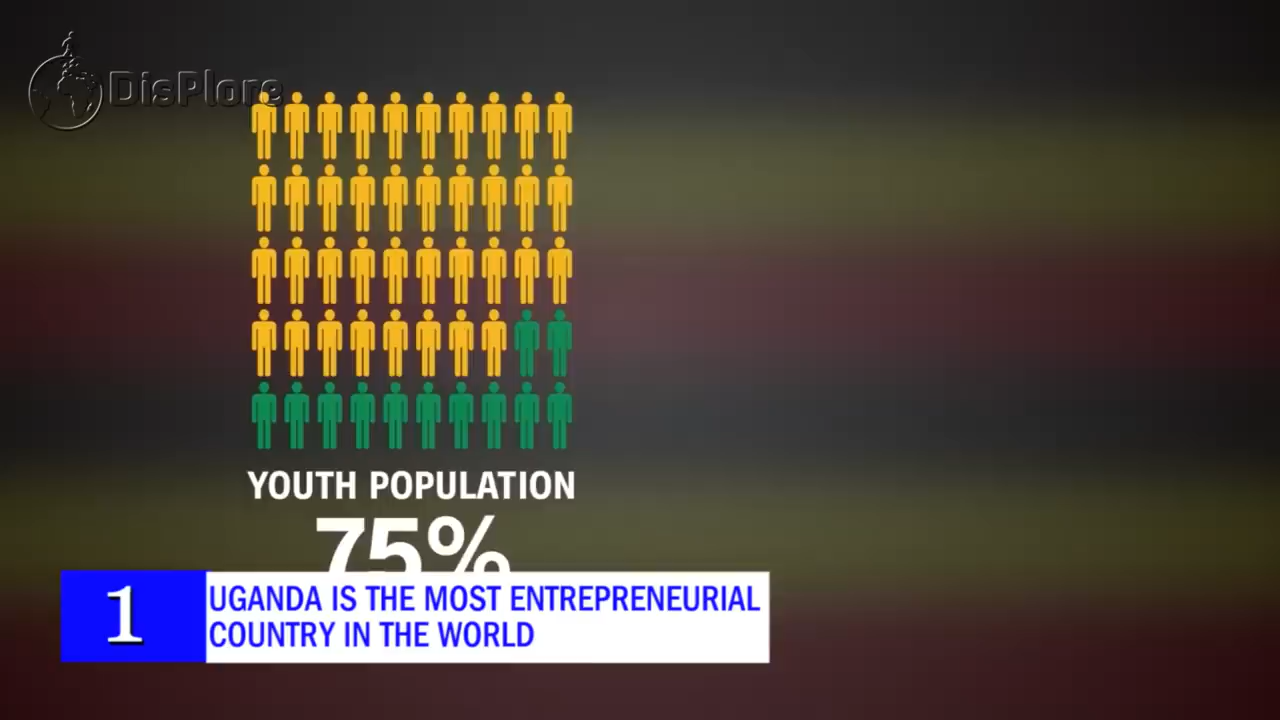 DisPlore
YOUTH POPULATION
75%
1
UGANDA IS THE MOST ENTREPRENEURIAL
COUNTRY IN THE WORLD